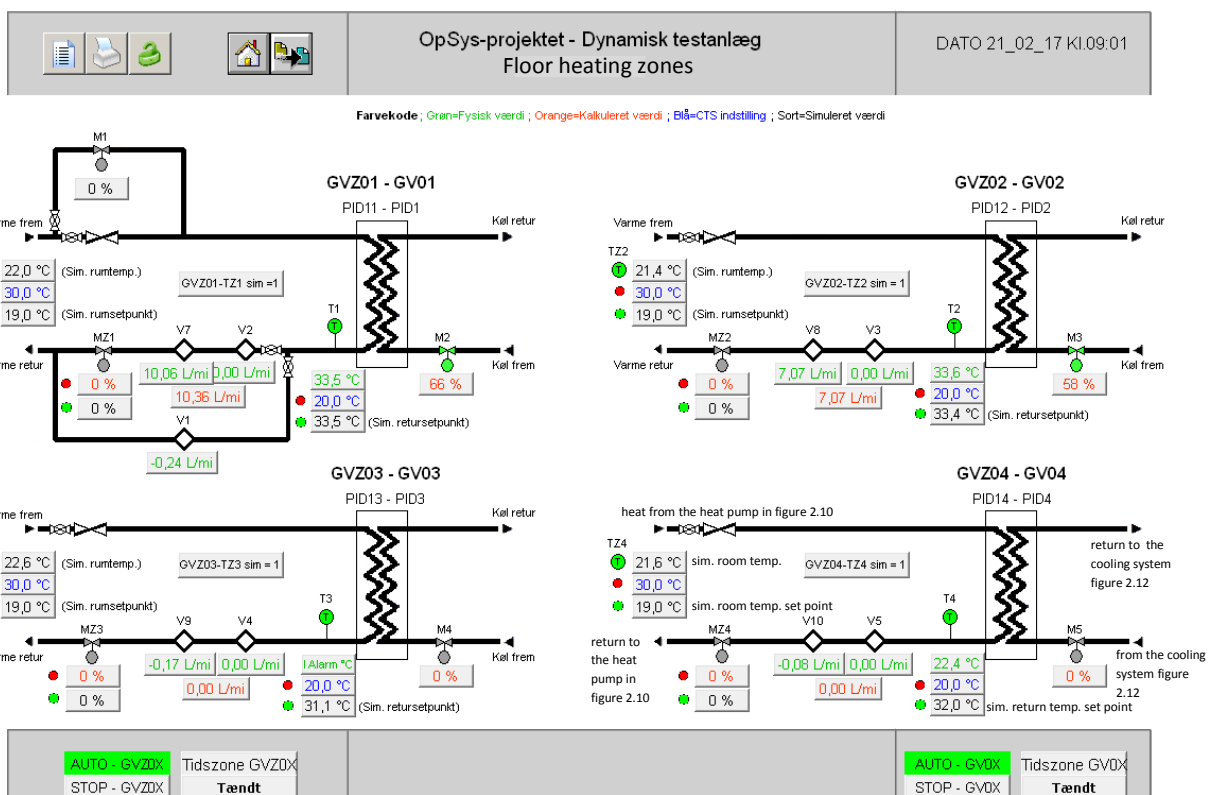 OpSys-projektet - Dynamisk testanlæg
Floor heating zones
DATO 21_02_17 Kl.09:01
Farvekode ; Grøn=Fysisk værdi ; Orange=Kalkuleret værdi ; Blå=CTS indstilling ; Sort=Simuleret værdi
M1
0 %
GVZ01 - GV01
PID11 - PID1
rme frem
Køl retur
22,0 °C (Sim. rumtemp.)
30,0 °C
19,0 °C (Sim. rumsetpunkt)
GVZ01-TZ1 sim =1
T1
T
MZ1
V7
V2
M2
rme retur
Køl frem
0 %
0 %
10,06 L/mi
0,00 L/mi
10,36 L/mi
33,5 °C
20,0 °C
33,5 °C (Sim. retursetpunkt)
66 %
V1
-0,24 L/mi
GVZ02 - GV02
PID12 - PID2
Varme frem
Køl retur
TZ2
T
21,4 °C (Sim. rumtemp.)
30,0 °C
19,0 °C (Sim. rumsetpunkt)
GVZ02-TZ2 sim = 1
T2
T
MZ2
V8
V3
M3
Varme retur
Køl frem
0 %
0 %
7,07 L/mi
0,00 L/mi
7,07 L/mi
33,6 °C
20,0 °C
33,4 °C (Sim. retursetpunkt)
58 %
GVZ03 - GV03
PID13 - PID3
rme frem
Køl retur
22,6 °C (Sim. rumtemp.)
30,0 °C
19,0 °C (Sim. rumsetpunkt)
GVZ03-TZ3 sim = 1
T3
T
MZ3
V9
V4
M4
rme retur
Køl frem
0 %
0 %
-0,17 L/mi
0,00 L/mi
0,00 L/mi
I Alarm °C
20,0 °C
31,1 °C (Sim. retursetpunkt)
0 %
GVZ04 - GV04
PID14 - PID4
heat from the heat pump in figure 2.10
return to the
cooling system
figure 2.12
TZ4
T
21,6 °C sim. room temp.
30,0 °C
19,0 °C sim. room temp. set point
GVZ04-TZ4 sim = 1
T4
T
MZ4
V10
V5
M5
return to
the heat
pump in
figure 2.10
from the cooling
system figure
2.12
0 %
0 %
-0,08 L/mi
0,00 L/mi
0,00 L/mi
22,4 °C
20,0 °C
32,0 °C sim. return temp. set point
0 %
AUTO - GVZ0X
STOP - GVZ0X
Tidszone GVZ0X
Tændt
AUTO - GV0X
STOP - GV0X
Tidszone GV0X
Tændt